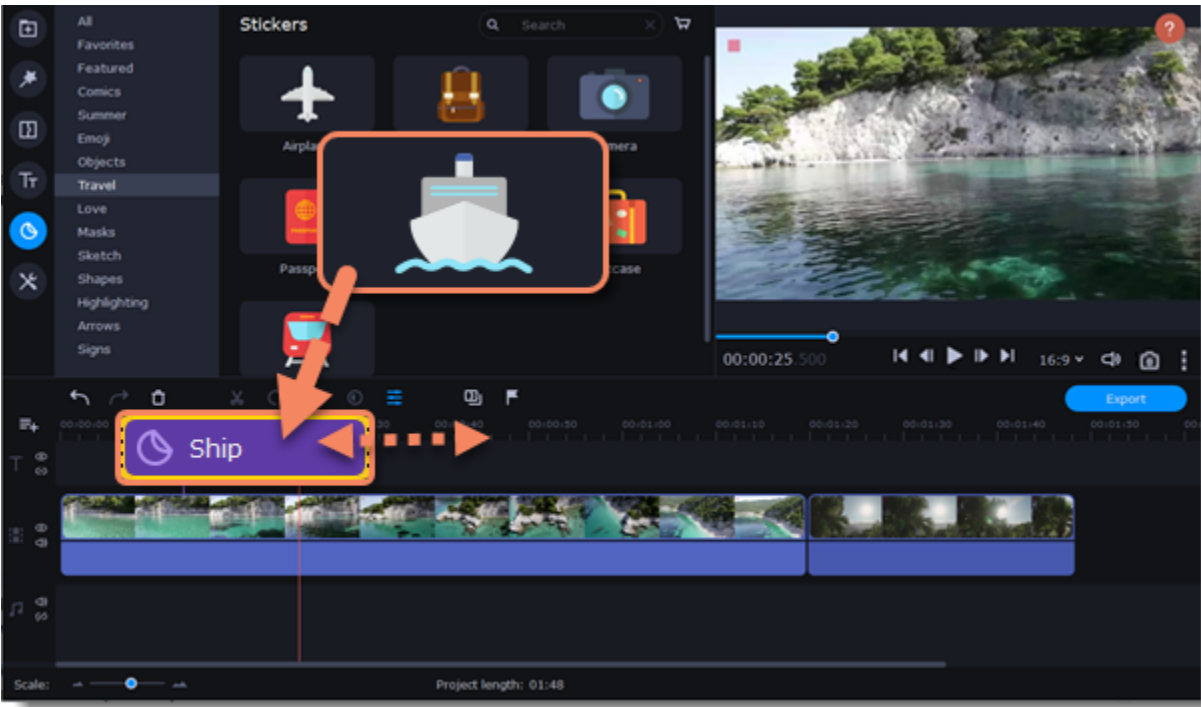 All
Favorites
Featured
Comics
Summer
Emoji
Objects
Travel
Love
Masks
Sketch
Shapes
Highlighting
Arrows
Signs
Stickers
Search
Airpla
mera
Passp
case
?
00:00:25.500
16:9
Export
00:00:00
00:00:50
00:01:00
00:01:10
00:01:20
00:01:30
00:01:40
00:01:50
Ship
Scale:
Project length: 01:48